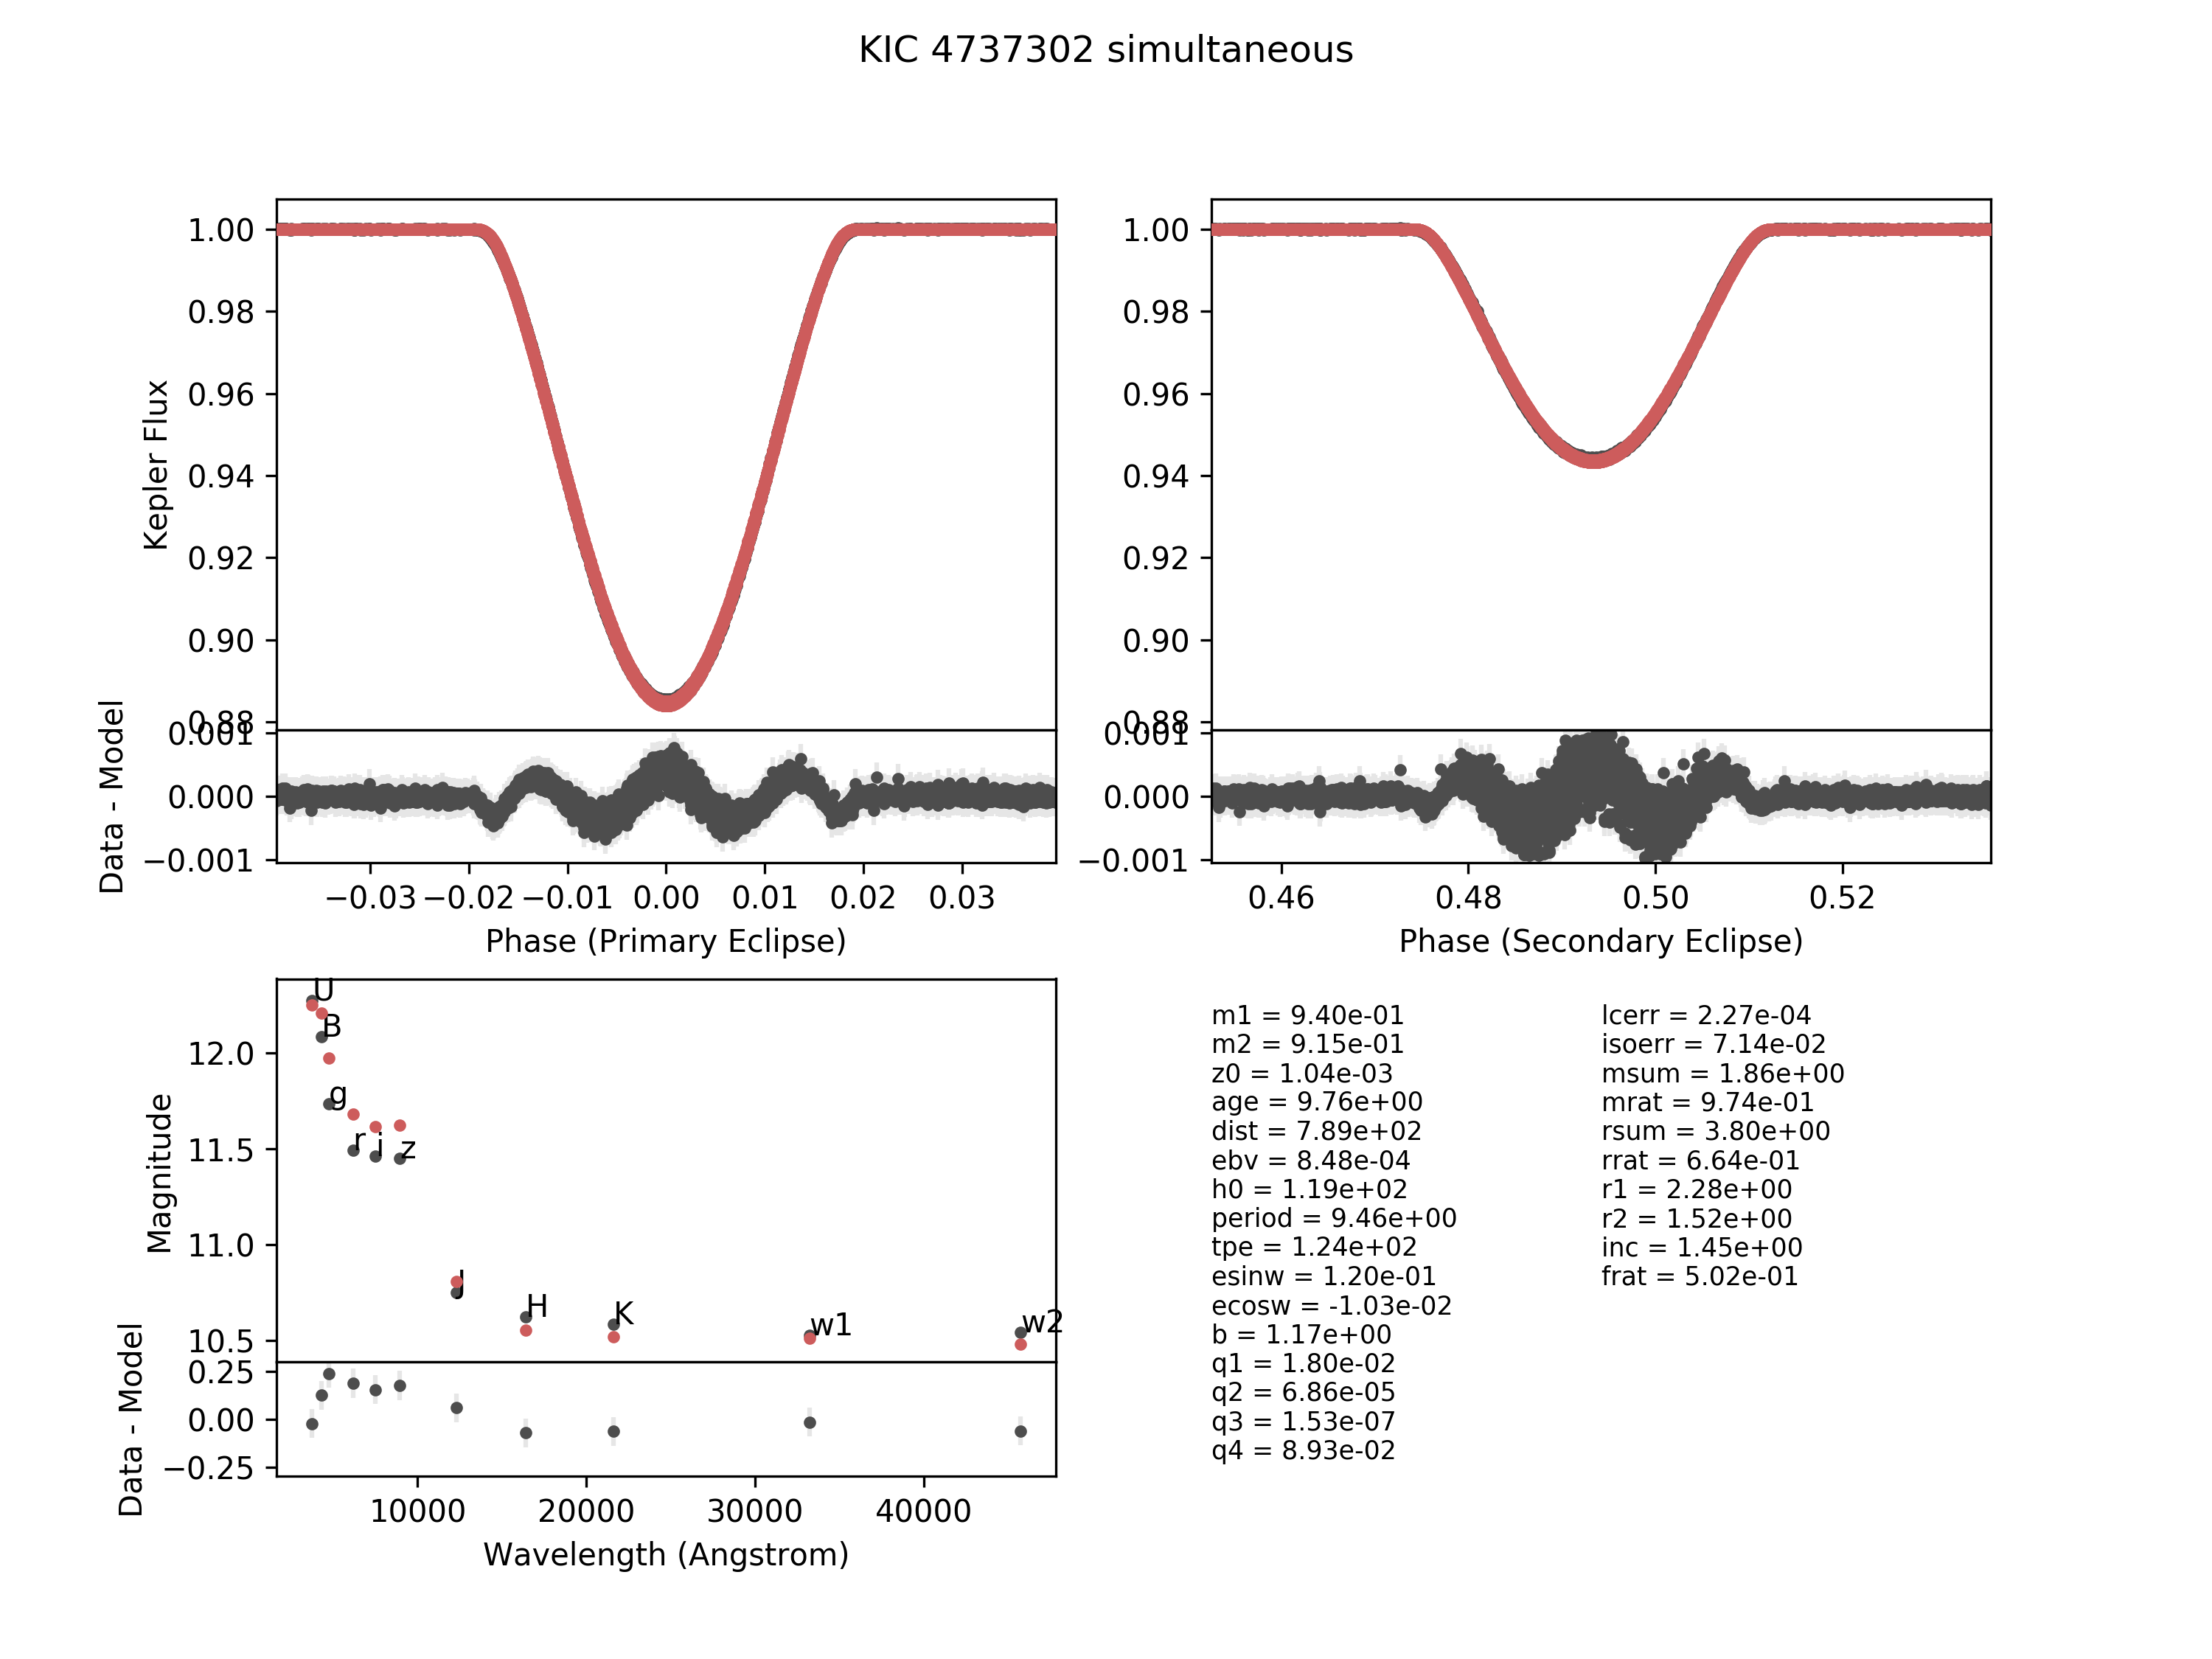 KIC 4737302 simultaneous
1.00
0.98
0.96
0.94
0.92
0.90
0.88
Kepler Flux
0.001
0.000
−0.001
Data - Model
−0.03 −0.02 −0.01 0.00 0.01 0.02 0.03
Phase (Primary Eclipse)
1.00
0.98
0.96
0.94
0.92
0.90
0.88
0.001
0.000
−0.001
0.46 0.48 0.50 0.52
Phase (Secondary Eclipse)
12.0
11.5
11.0
10.5
Magnitude
U
B
g
r i z
J
H
K
w1
w2
0.25
0.00
−0.25
Data - Model
10000 20000 30000 40000
Wavelength (Angstrom)
m1 = 9.40e-01
m2 = 9.15e-01
z0 = 1.04e-03
age = 9.76e+00
dist = 7.89e+02
ebv = 8.48e-04
h0 = 1.19e+02
period = 9.46e+00
tpe = 1.24e+02
esinw = 1.20e-01
ecosw = -1.03e-02
b = 1.17e+00
q1 = 1.80e-02
q2 = 6.86e-05
q3 = 1.53e-07
q4 = 8.93e-02
lcerr = 2.27e-04
isoerr = 7.14e-02
msum = 1.86e+00
mrat = 9.74e-01
rsum = 3.80e+00
rrat = 6.64e-01
r1 = 2.28e+00
r2 = 1.52e+00
inc = 1.45e+00
frat = 5.02e-01